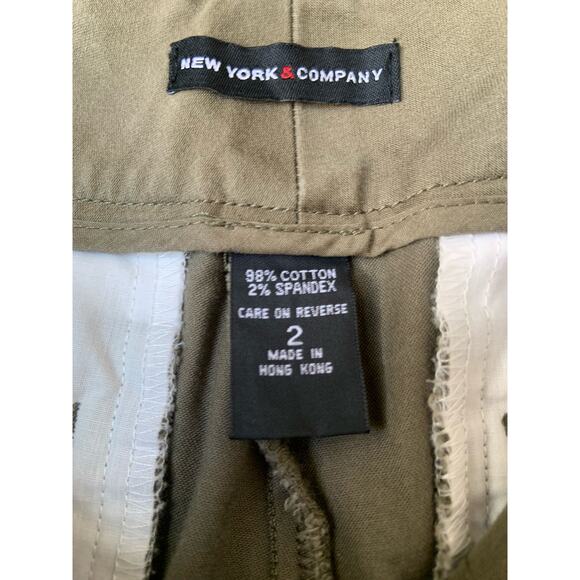 NEW YORK & COMPANY
98% COTTON
2% SPANDEX
CARE ON REVERSE
2
MADE IN
HONG KONG